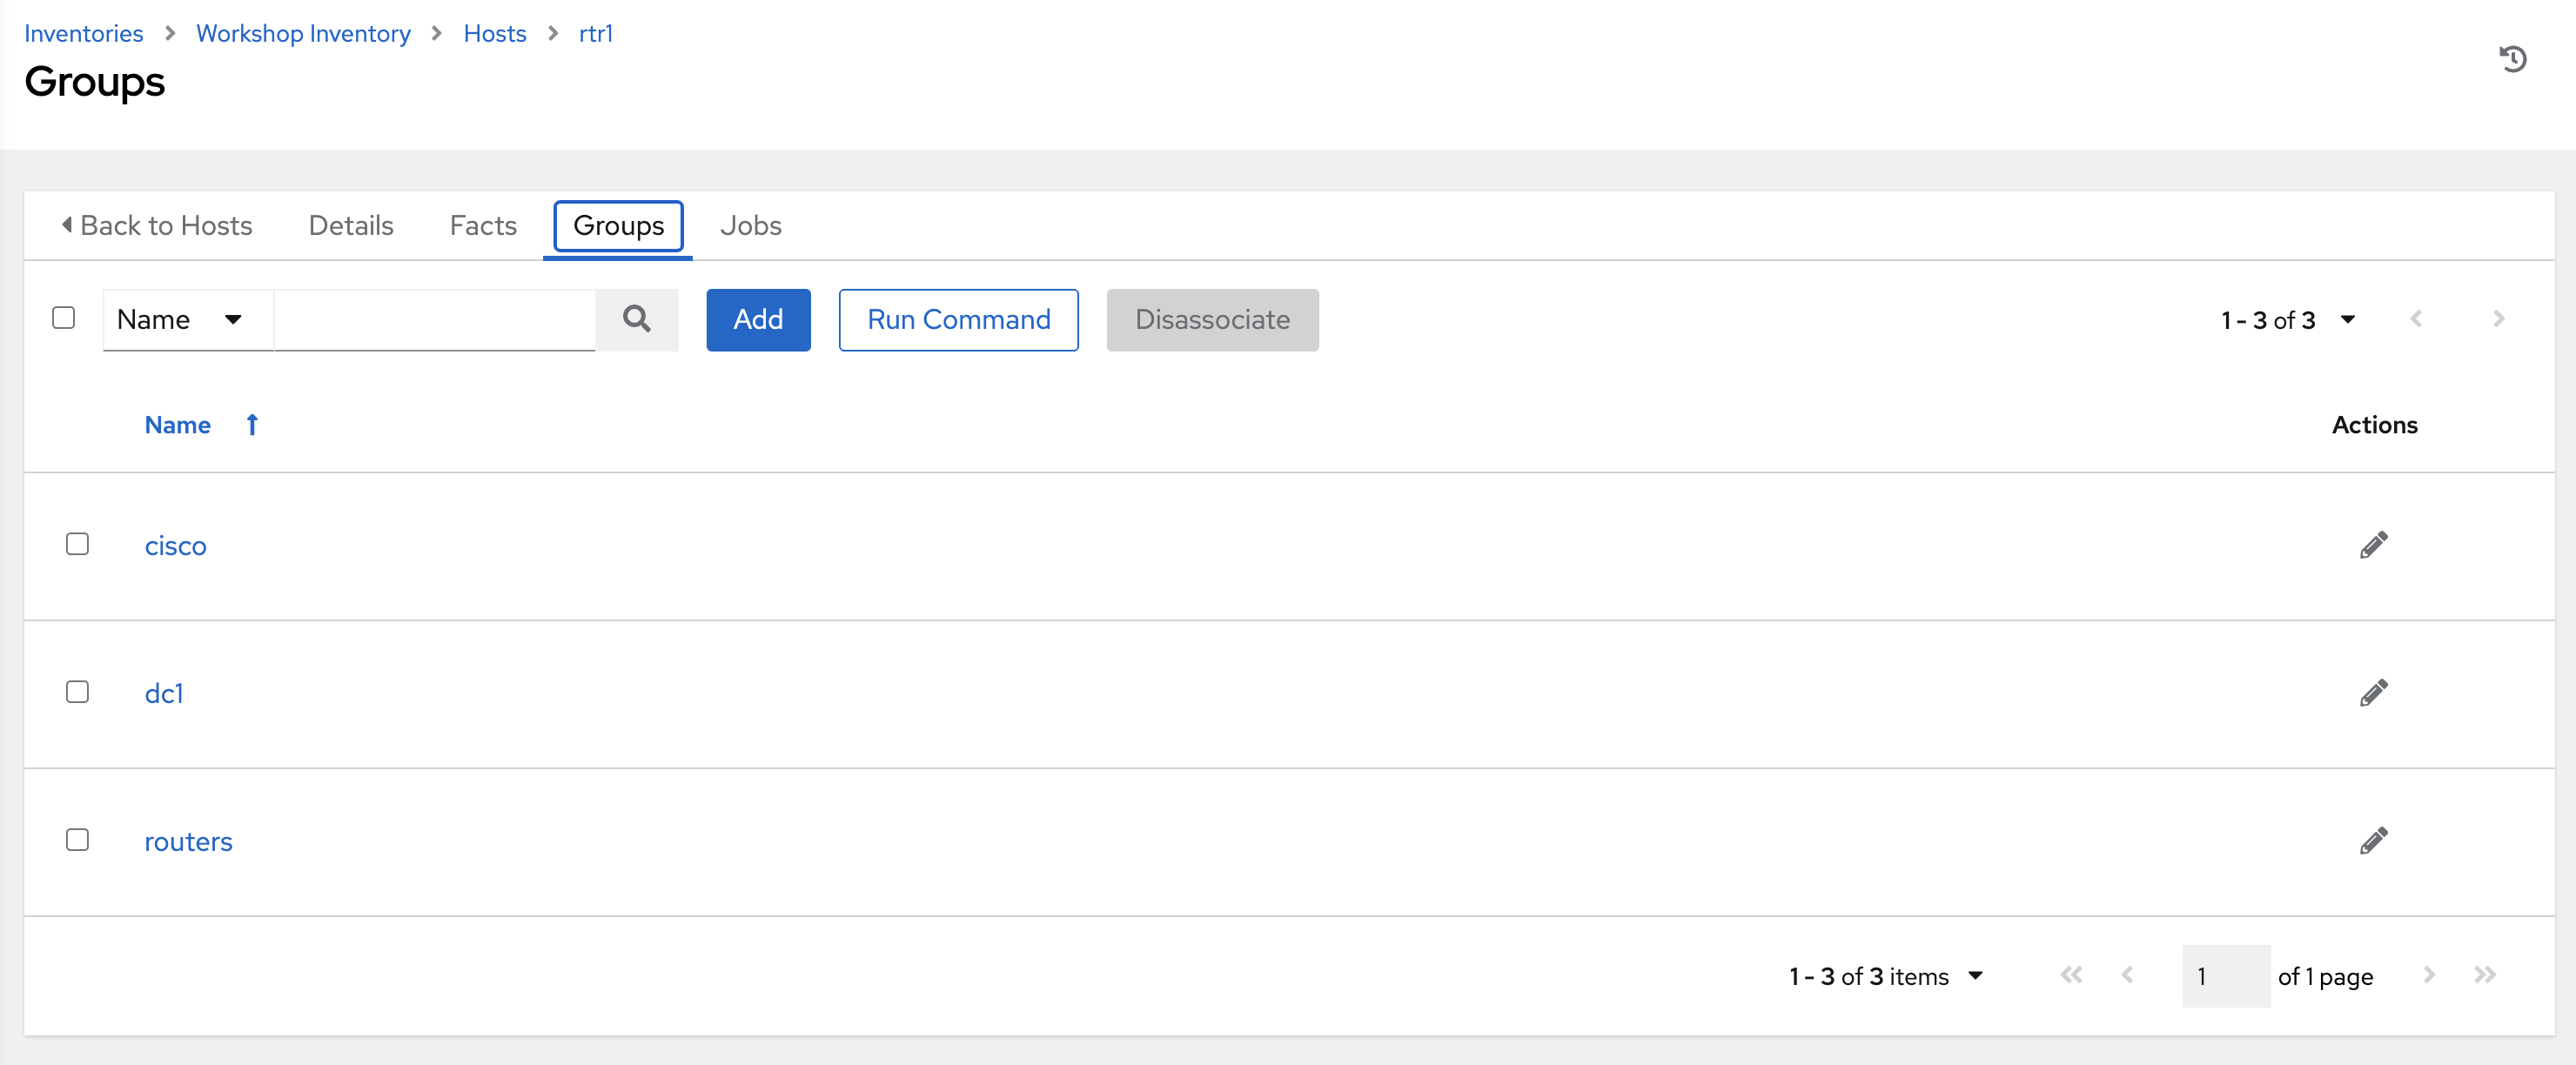 Inventories Workshop Inventory Hosts rtr1
Groups
Back to Hosts Details Facts Groups Jobs
Name Add Run Command Disassociate 1 - 3 of 3
Name Actions
cisco
dc1
routers
1 - 3 of 3 items 1 of 1 page